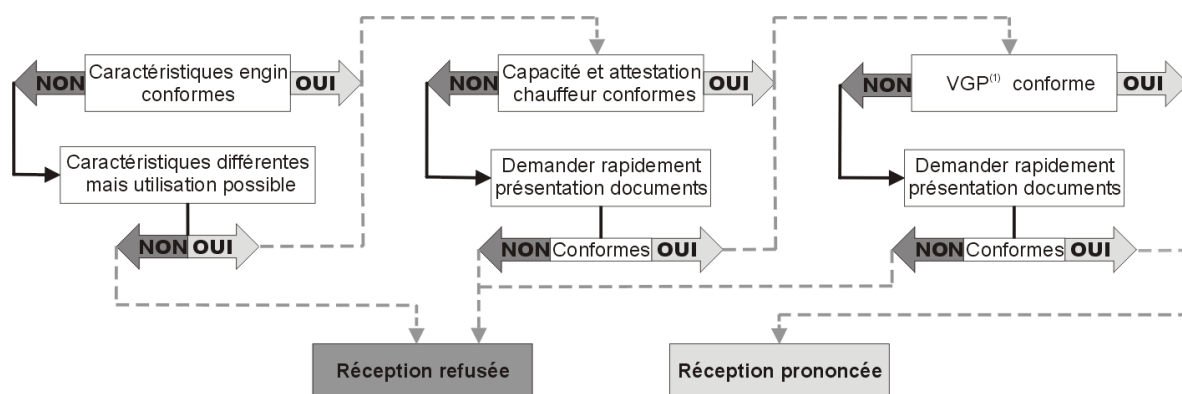 NON
Caractéristiques engin
conformes
OUI
NON
Capacité et attestation
chauffeur conformes
OUI
NON
VGP(1) conforme
OUI
Caractéristiques différentes
mais utilisation possible
Demander rapidement
présentation documents
Demander rapidement
présentation documents
NON OUI
NON Conformes OUI
NON Conformes OUI
Réception refusée
Réception prononcée